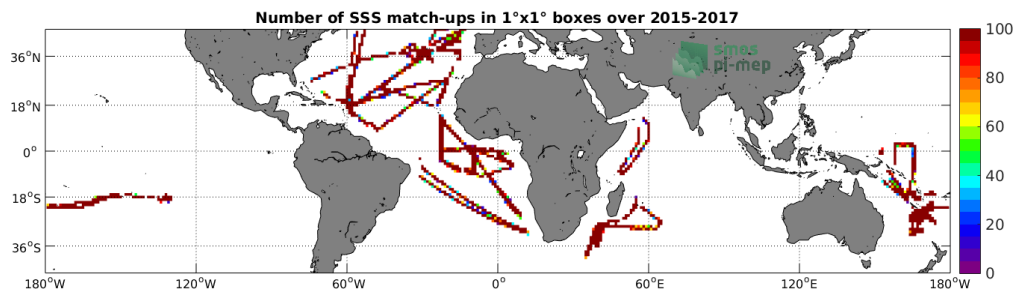 Number of SSS match-ups in 1°x1° boxes over 2015-2017
smos
pi-mep
36°N
18°N
0°
18°S
36°S
180°W
120°W
60°W
0°
60°E
120°E
180°W
100
80
60
40
20
0